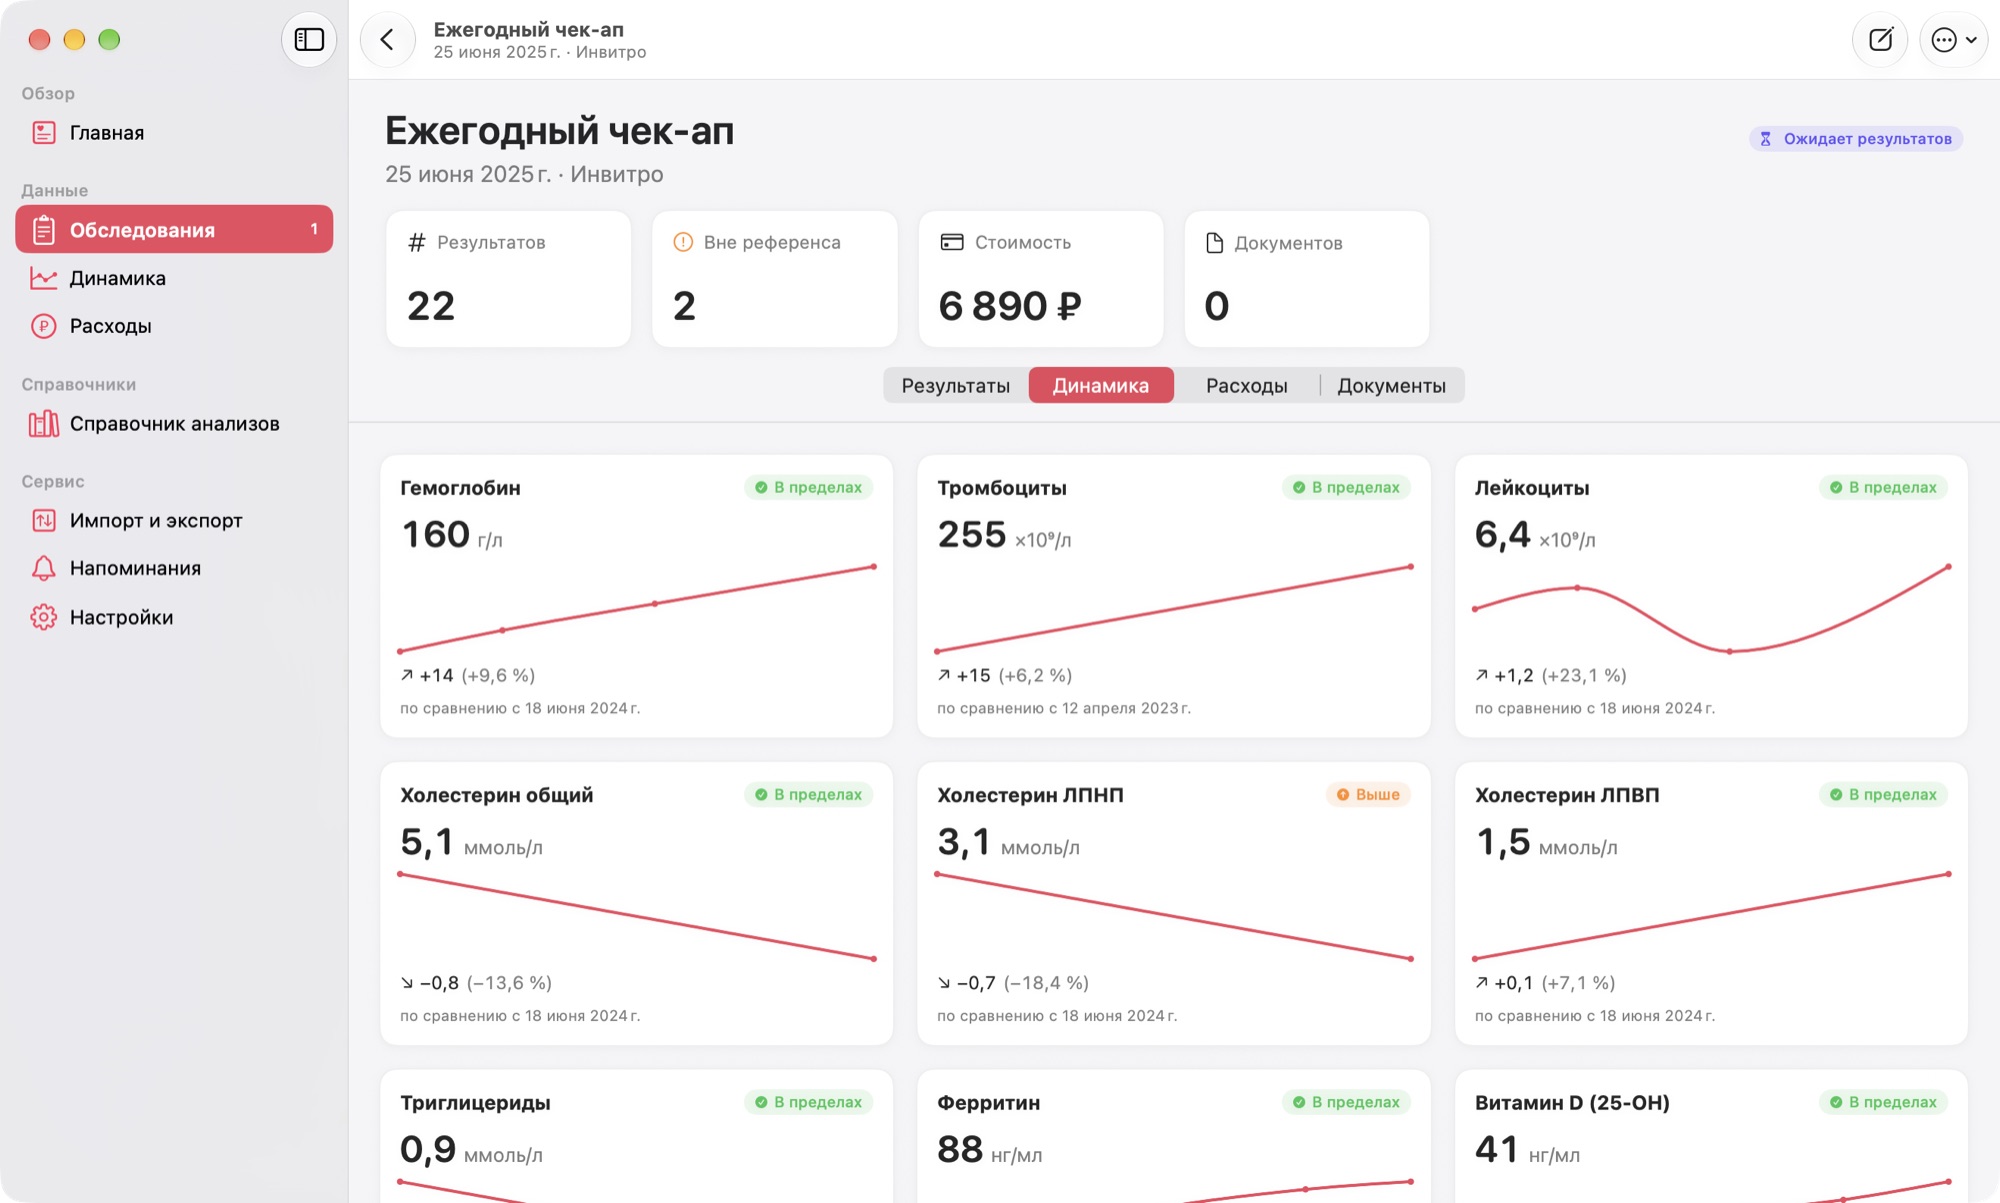 Ежегодный чек-ап
25 июня 2025 г. · Инвитро
Обзор
Главная
Данные
Обследования 1
Динамика
Расходы
Справочники
Справочник анализов
Сервис
Импорт и экспорт
Напоминания
Настройки
Ежегодный чек-ап
25 июня 2025 г. · Инвитро
Ожидает результатов
Результатов
22
Вне референса
2
Стоимость
6 890 ₽
Документов
0
Результаты Динамика Расходы Документы
Гемоглобин В пределах
160 г/л
+14 (+9,6 %)
по сравнению с 18 июня 2024 г.
Тромбоциты В пределах
255 ×10⁹/л
+15 (+6,2 %)
по сравнению с 12 апреля 2023 г.
Лейкоциты В пределах
6,4 ×10⁹/л
+1,2 (+23,1 %)
по сравнению с 18 июня 2024 г.
Холестерин общий В пределах
5,1 ммоль/л
−0,8 (−13,6 %)
по сравнению с 18 июня 2024 г.
Холестерин ЛПНП Выше
3,1 ммоль/л
−0,7 (−18,4 %)
по сравнению с 18 июня 2024 г.
Холестерин ЛПВП В пределах
1,5 ммоль/л
+0,1 (+7,1 %)
по сравнению с 18 июня 2024 г.
Триглицериды В пределах
0,9 ммоль/л
Ферритин В пределах
88 нг/мл
Витамин D (25-OH) В пределах
41 нг/мл